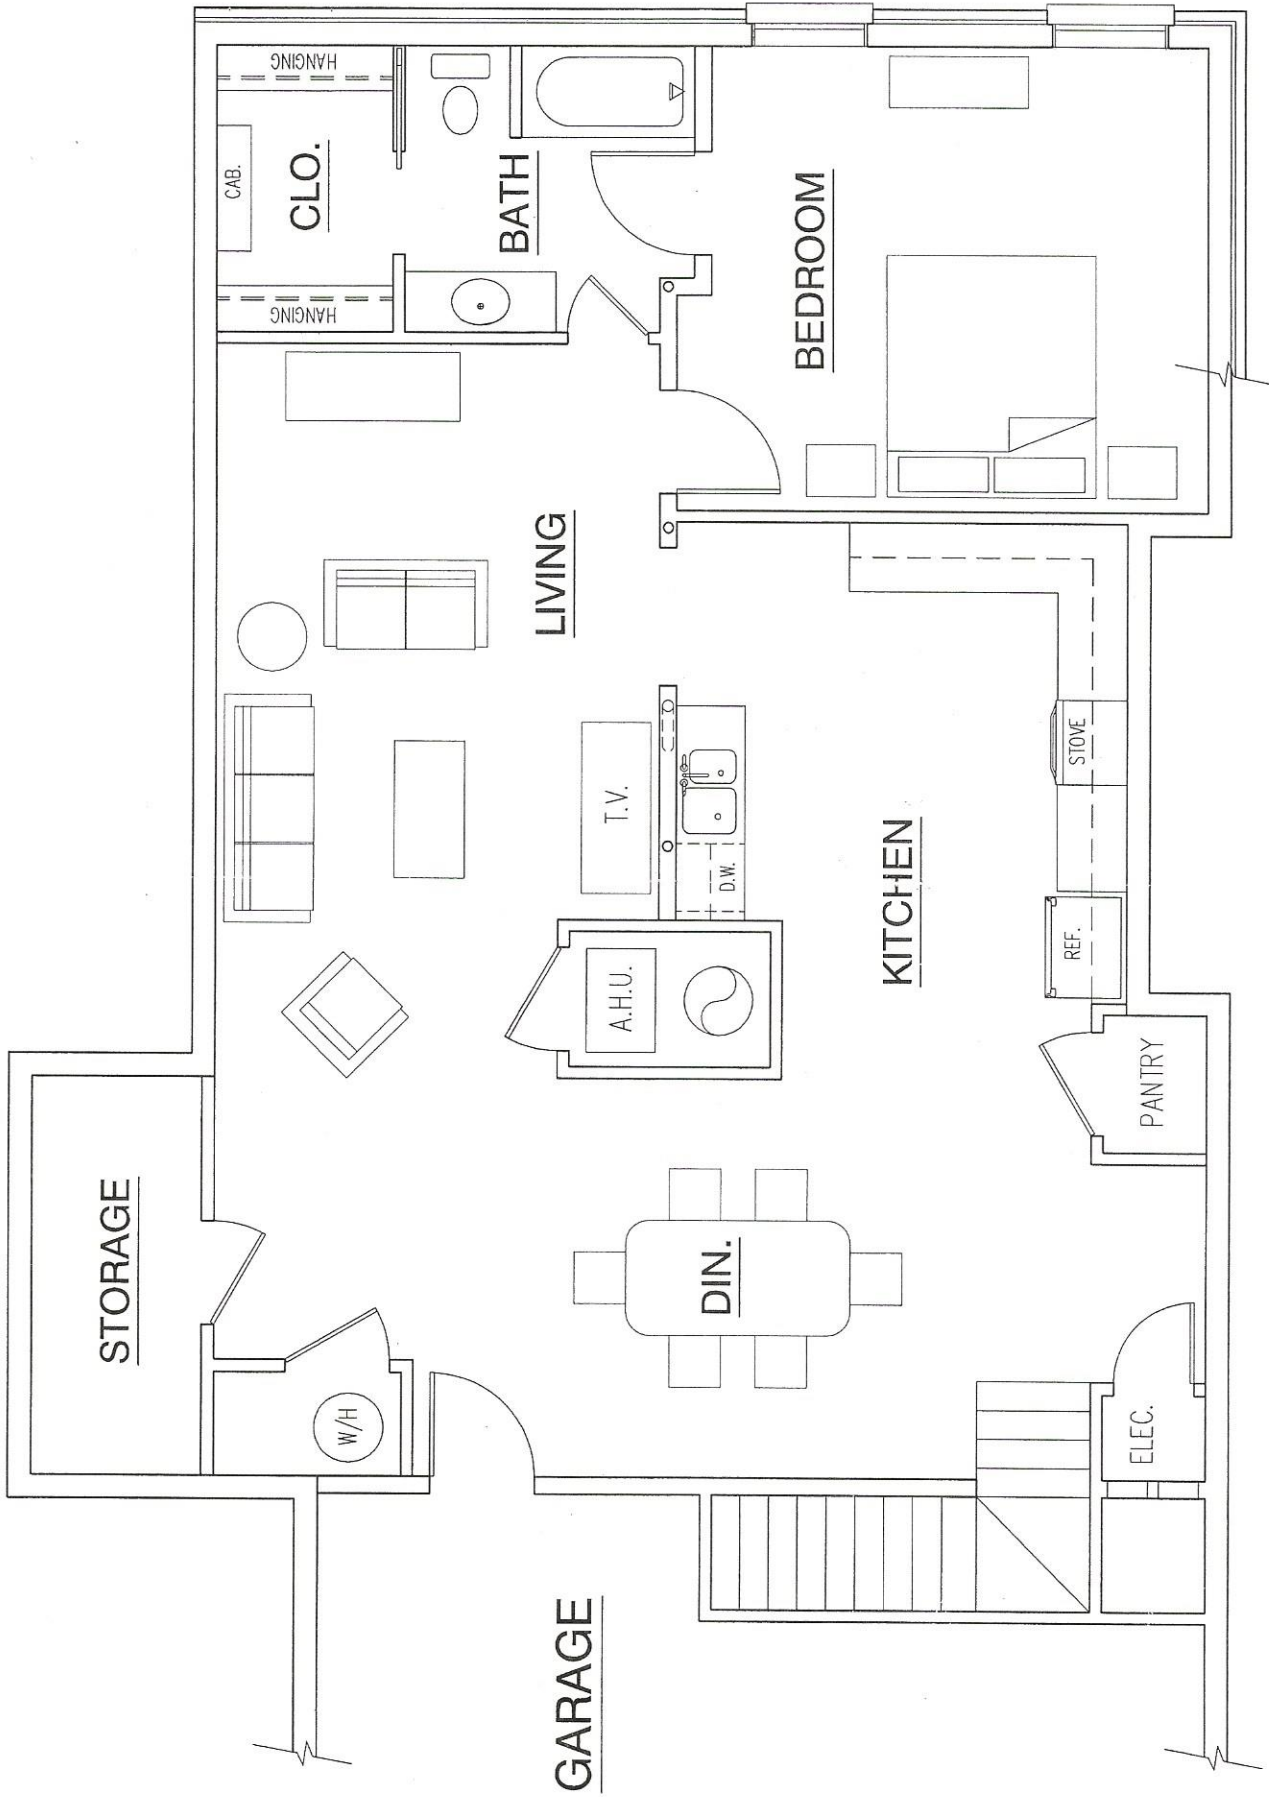 STORAGE
CAB.
HANGING
HANGING
CLO.
W/H
BATH
LIVING
T.V.
A.H.U.
GARAGE
DIN.
D.W.
BEDROOM
KITCHEN
STOVE
REF.
PANTRY
ELEC.